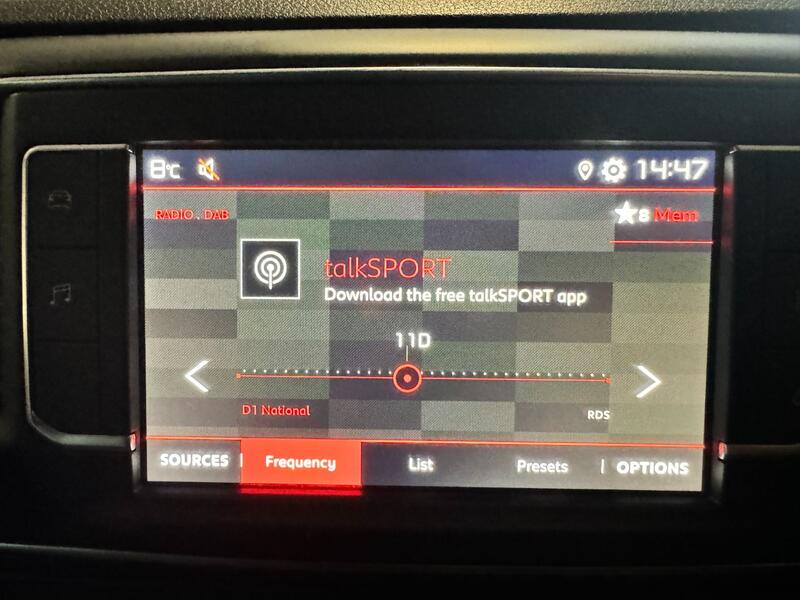 8°C 14:47
RADIO . DAB 8 Mem
talkSPORT
Download the free talkSPORT app
11D
D1 National RDS
SOURCES Frequency List Presets OPTIONS